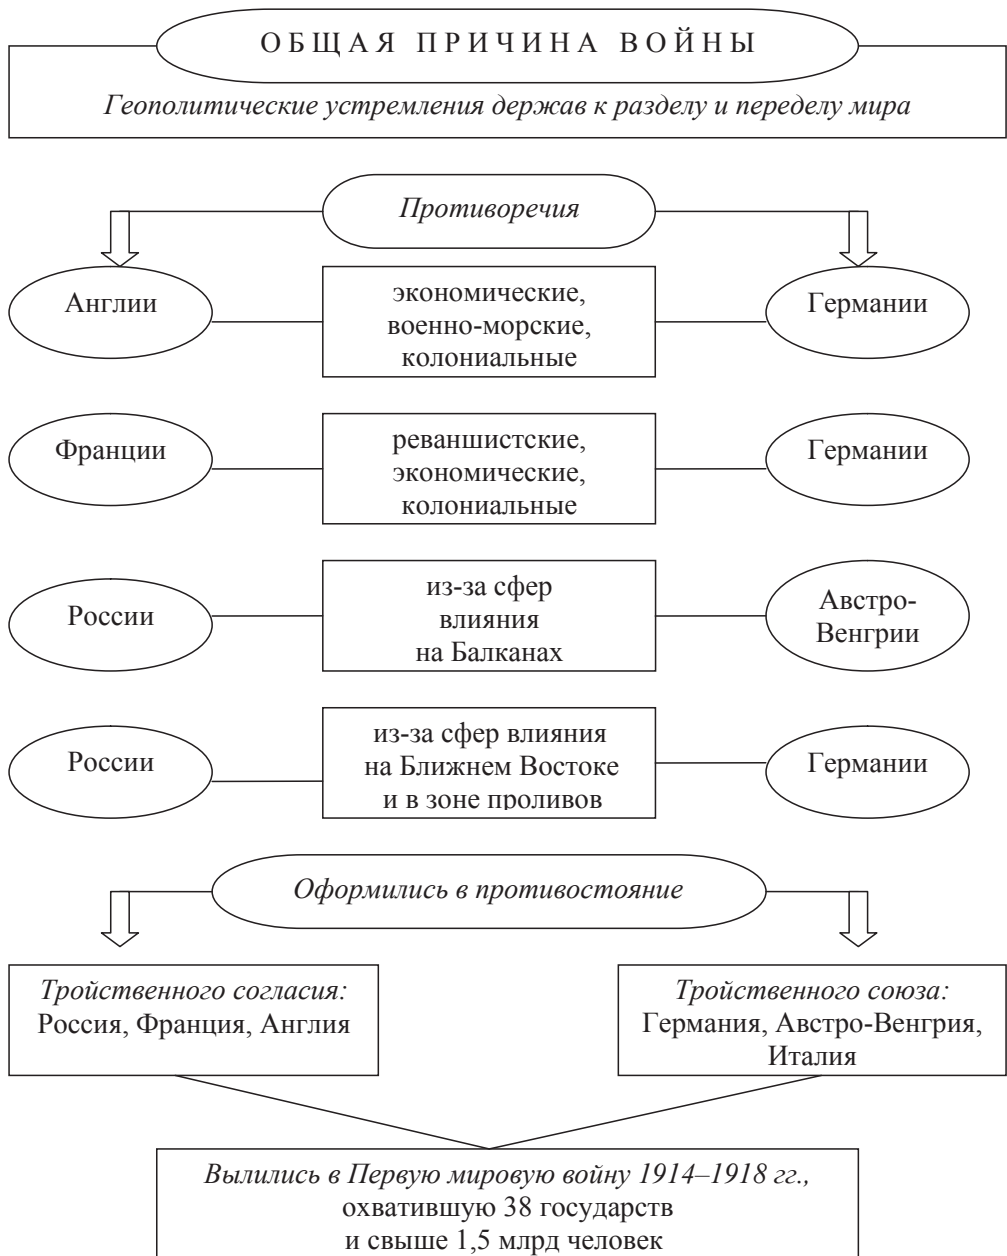 ОБЩАЯ ПРИЧИНА ВОЙНЫ
Геополитические устремления держав к разделу и переделу мира
Противоречия
Англии
экономические,
военно-морские,
колониальные
Германии
Франции
реваншистские,
экономические,
колониальные
Германии
России
из-за сфер
влияния
на Балканах
Австро-
Венгрии
России
из-за сфер влияния
на Ближнем Востоке
и в зоне проливов
Германии
Оформились в противостояние
Тройственного согласия:
Россия, Франция, Англия
Тройственного союза:
Германия, Австро-Венгрия,
Италия
Вылились в Первую мировую войну 1914–1918 гг.,
охватившую 38 государств
и свыше 1,5 млрд человек